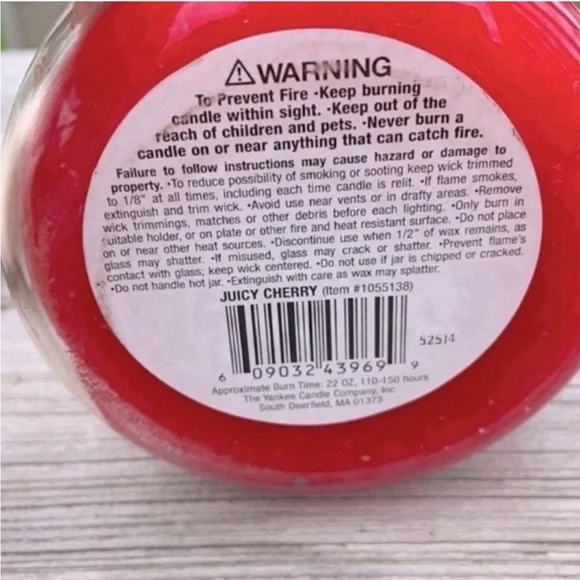 ⚠WARNING
To Prevent Fire •Keep burning
candle within sight. •Keep out of the
reach of children and pets. •Never burn a
candle on or near anything that can catch fire.
Failure to follow instructions may cause hazard or damage to
property. •To reduce possibility of smoking or sooting keep wick trimmed
to 1/8" at all times, including each time candle is relit. •If flame smokes,
extinguish and trim wick. •Avoid use near vents or in drafty areas. •Remove
wick trimmings, matches or other debris before each lighting. •Only burn in
suitable holder, or on plate or other fire and heat resistant surface. •Do not place
on or near other heat sources. •Discontinue use when 1/2" of wax remains, as
glass may shatter. •If misused, glass may crack or shatter. •Prevent flame's
contact with glass; keep wick centered. •Do not use if jar is chipped or cracked.
•Do not handle hot jar. •Extinguish with care as wax may splatter.
JUICY CHERRY (Item #1055138)
52514
6 09032 43969 9
Approximate Burn Time: 22 OZ, 110-150 hours
The Yankee Candle Company, Inc
South Deerfield, MA 01373